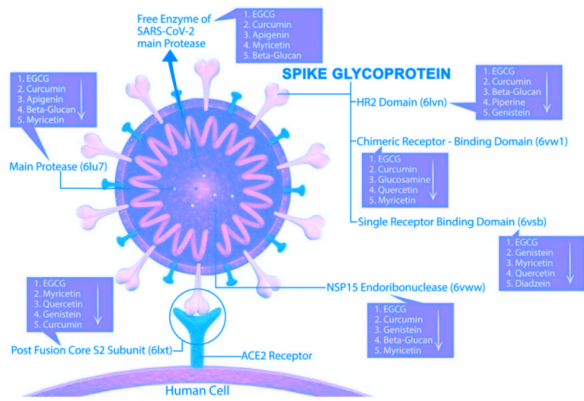 Free Enzyme of
SARS-CoV-2
main Protease
1. EGCG
2. Curcumin
3. Apigenin
4. Myricetin
5. Beta-Glucan
SPIKE GLYCOPROTEIN
1. EGCG
2. Curcumin
3. Beta-Glucan
4. Piperine
5. Genistein
HR2 Domain (6lvn)
1. EGCG
2. Curcumin
3. Apigenin
4. Beta-Glucan
5. Myricetin
Main Protease (6lu7)
Chimeric Receptor - Binding Domain (6vw1)
1. EGCG
2. Curcumin
3. Glucosamine
4. Quercetin
5. Myricetin
Single Receptor Binding Domain (6vsb)
1. EGCG
2. Genistein
3. Myricetin
4. Quercetin
5. Diadzein
NSP15 Endoribonuclease (6vww)
1. EGCG
2. Curcumin
3. Genistein
4. Beta-Glucan
5. Myricetin
1. EGCG
2. Myricetin
3. Quercetin
4. Genistein
5. Curcumin
Post Fusion Core S2 Subunit (6lxt)
ACE2 Receptor
Human Cell